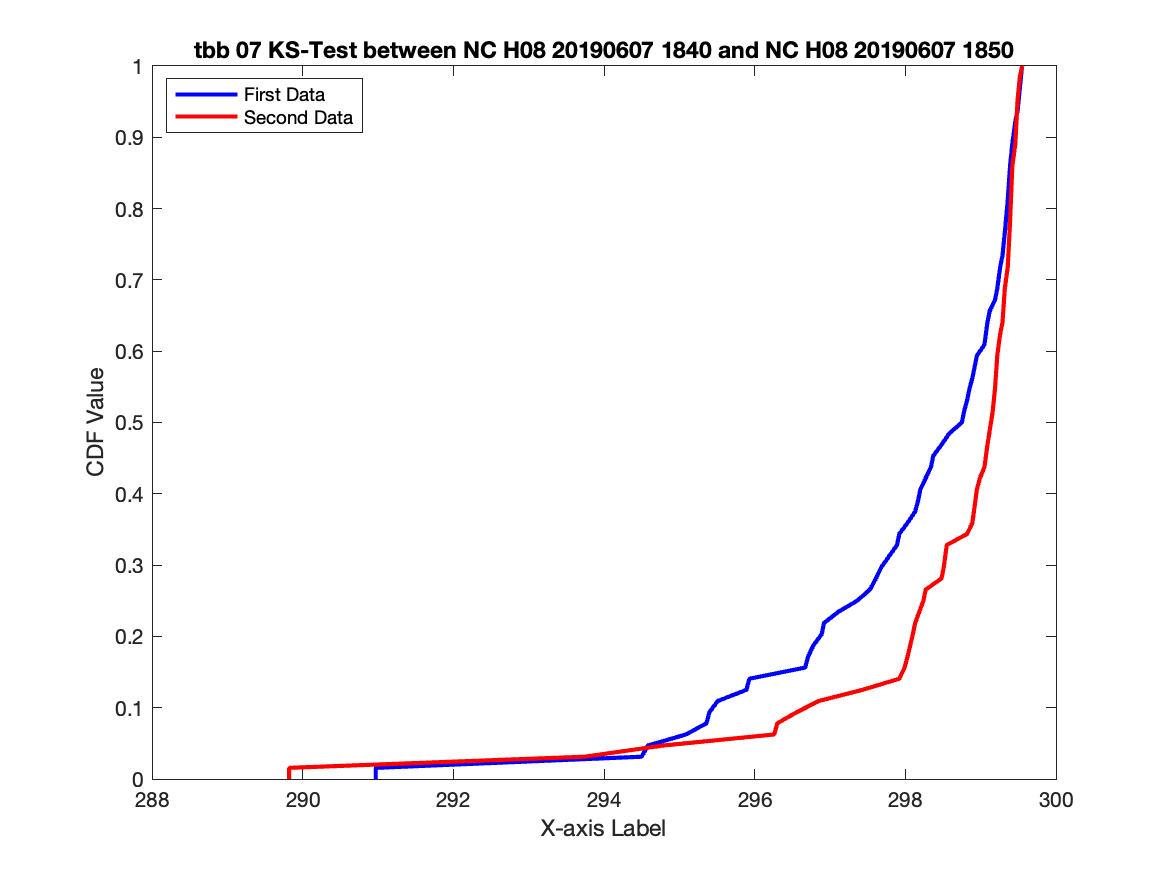 tbb 07 KS-Test between NC H08 20190607 1840 and NC H08 20190607 1850
First Data
Second Data
1
0.9
0.8
0.7
0.6
0.5
0.4
0.3
0.2
0.1
0
CDF Value
288 290 292 294 296 298 300
X-axis Label